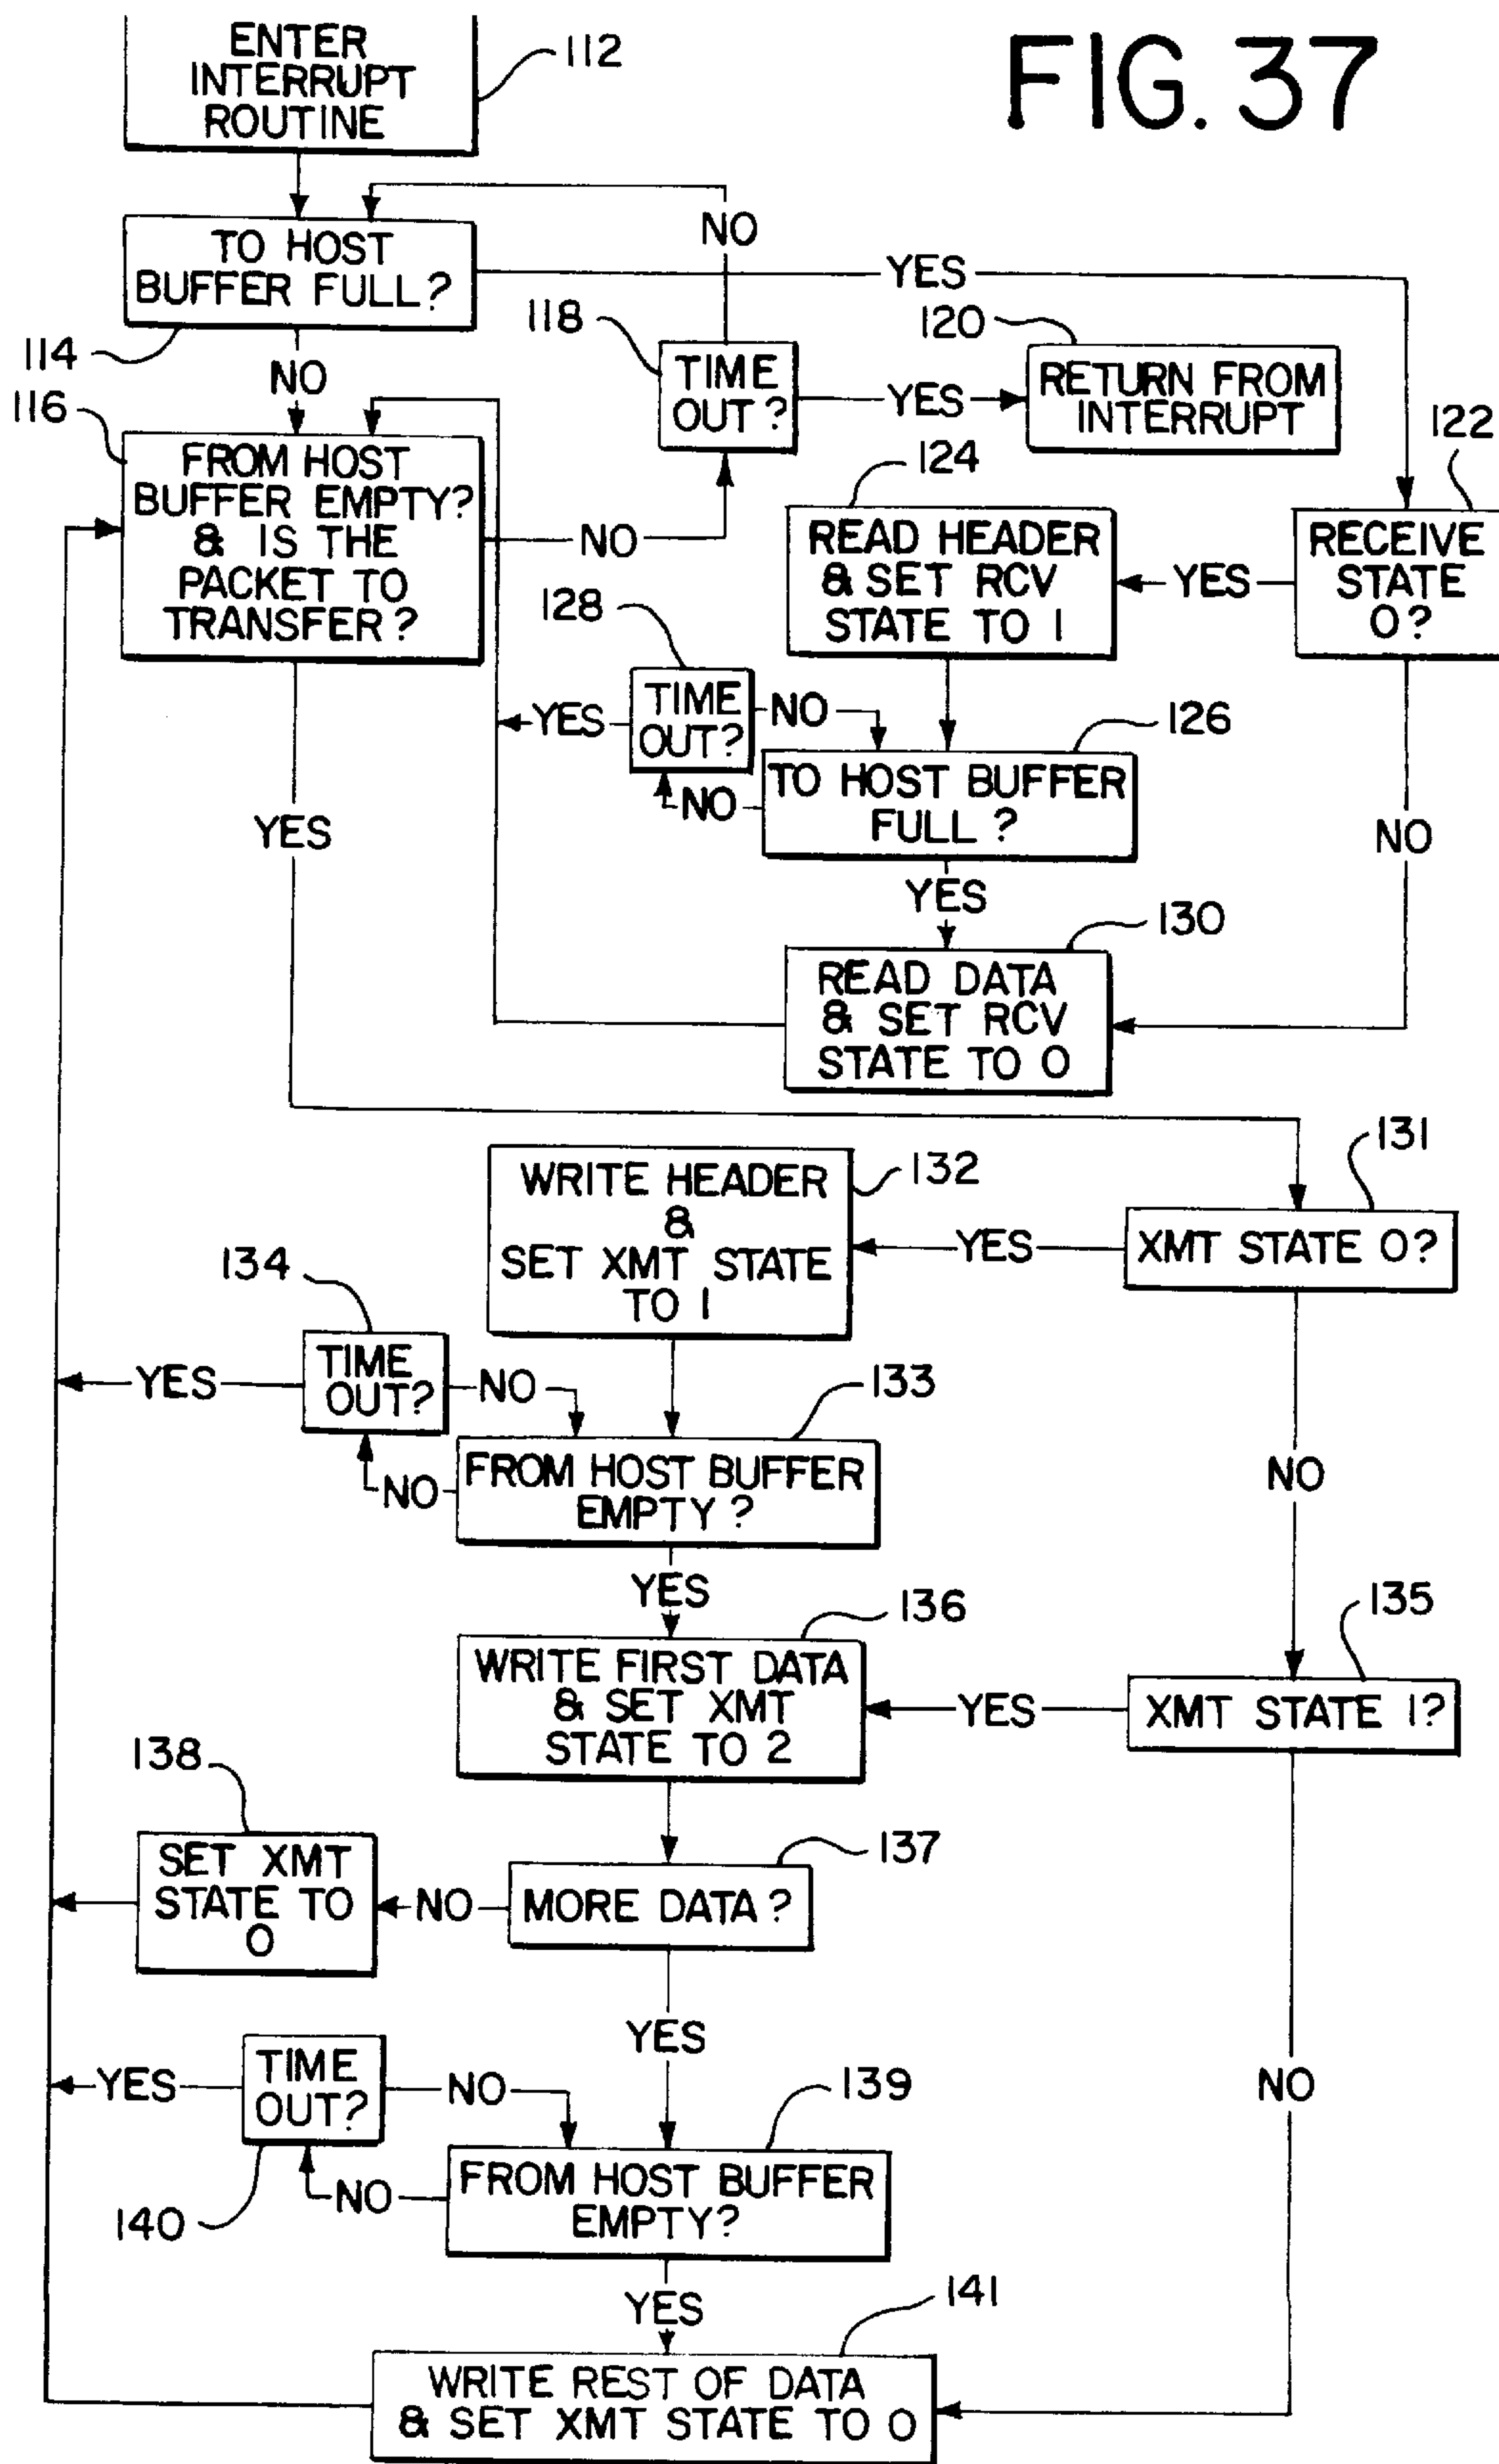 FIG. 37
ENTER
INTERRUPT
ROUTINE
112
TO HOST
BUFFER FULL?
114
NO
YES
NO
118
TIME
OUT?
YES
120
RETURN FROM
INTERRUPT
116
FROM HOST
BUFFER EMPTY?
& IS THE
PACKET TO
TRANSFER?
NO
122
RECEIVE
STATE
0?
YES
124
READ HEADER
& SET RCV
STATE TO 1
128
TIME
OUT?
YES
NO
126
TO HOST BUFFER
FULL?
NO
YES
NO
YES
130
READ DATA
& SET RCV
STATE TO 0
131
XMT STATE 0?
YES
132
WRITE HEADER
&
SET XMT STATE
TO 1
134
TIME
OUT?
YES
NO
133
FROM HOST BUFFER
EMPTY?
NO
NO
YES
135
XMT STATE 1?
YES
136
WRITE FIRST DATA
& SET XMT
STATE TO 2
137
MORE DATA?
NO
138
SET XMT
STATE TO
0
YES
NO
TIME
OUT?
140
YES
NO
139
FROM HOST BUFFER
EMPTY?
NO
YES
141
WRITE REST OF DATA
& SET XMT STATE TO 0